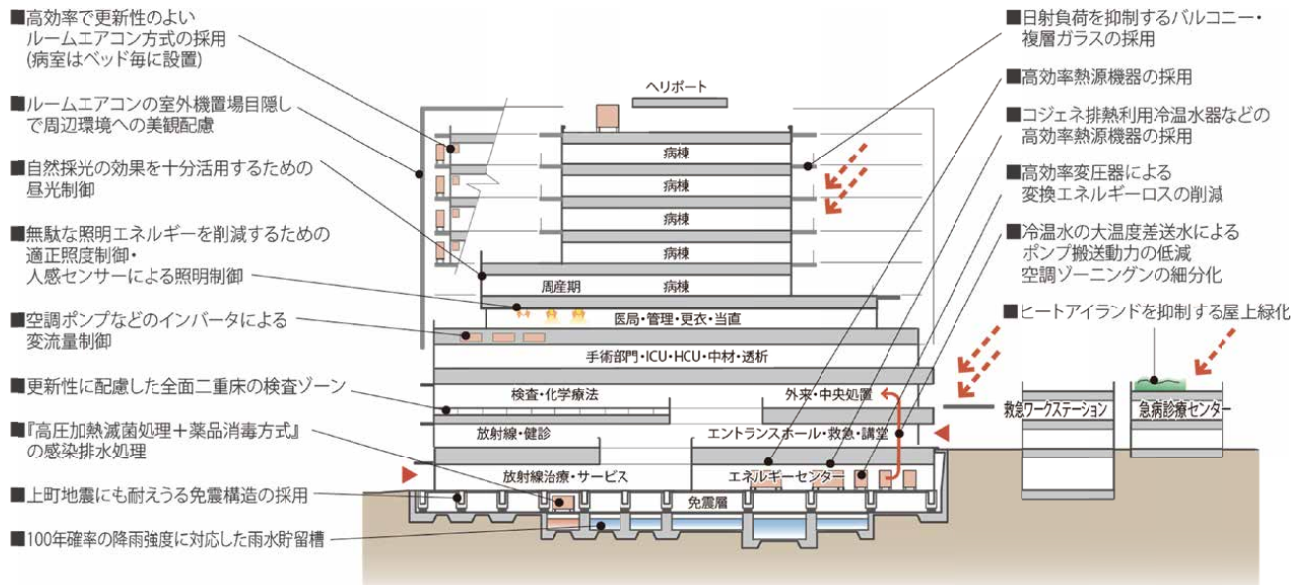 ■高効率で更新性のよい
ルームエアコン方式の採用
(病室はベッド毎に設置)
■ルームエアコンの室外機置場目隠し
で周辺環境への美観配慮
■自然採光の効果を十分活用するための
昼光制御
■無駄な照明エネルギーを削減するための
適正照度制御・
人感センサーによる照明制御
■空調ポンプなどのインバータによる
変流量制御
■更新性に配慮した全面二重床の検査ゾーン
■『高圧加熱滅菌処理+薬品消毒方式』
の感染排水処理
■上町地震にも耐えうる免震構造の採用
■100年確率の降雨強度に対応した雨水貯留槽
ヘリポート
病棟
病棟
病棟
病棟
周産期 病棟
医局・管理・更衣・当直
手術部門・ICU・HCU・中材・透析
検査・化学療法 外来・中央処置
放射線・健診 エントランスホール・救急・講堂
放射線治療・サービス エネルギーセンター
免震層
■日射負荷を抑制するバルコニー・
複層ガラスの採用
■高効率熱源機器の採用
■コジェネ排熱利用冷温水器などの
高効率熱源機器の採用
■高効率変圧器による
変換エネルギーロスの削減
■冷温水の大温度差送水による
ポンプ搬送動力の低減
空調ゾーニングンの細分化
■ヒートアイランドを抑制する屋上緑化
救急ワークステーション
急病診療センター